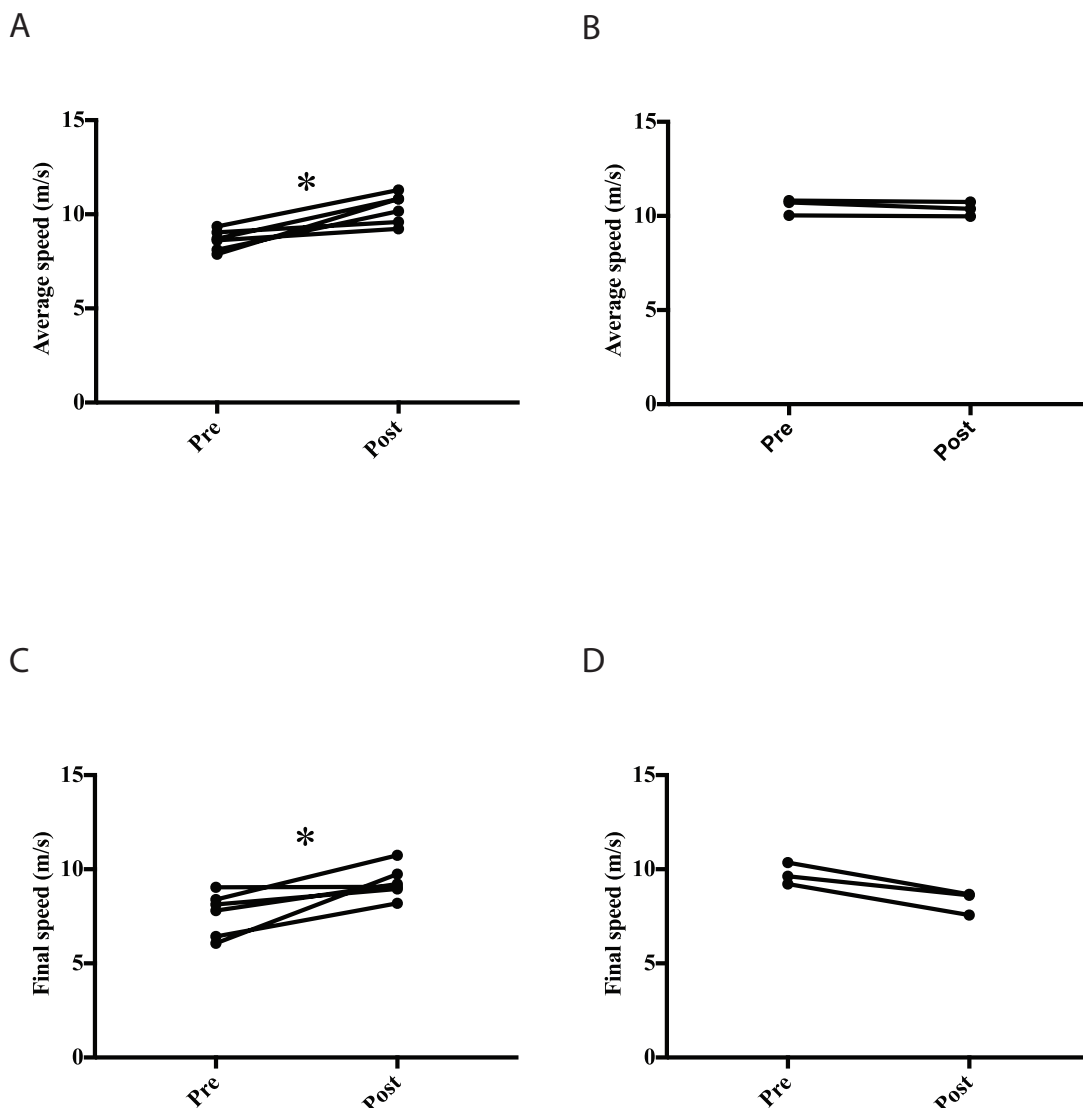 A
B
15
10
5
0
Average speed (m/s)
*
Pre
Post
15
10
5
0
Average speed (m/s)
Pre
Post
C
D
15
10
5
0
Final speed (m/s)
*
Pre
Post
15
10
5
0
Final speed (m/s)
Pre
Post